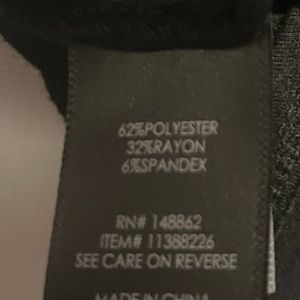 62%POLYESTER
32%RAYON
6%SPANDEX
RN# 148862
ITEM# 11388226
SEE CARE ON REVERSE
MADE IN CHINA